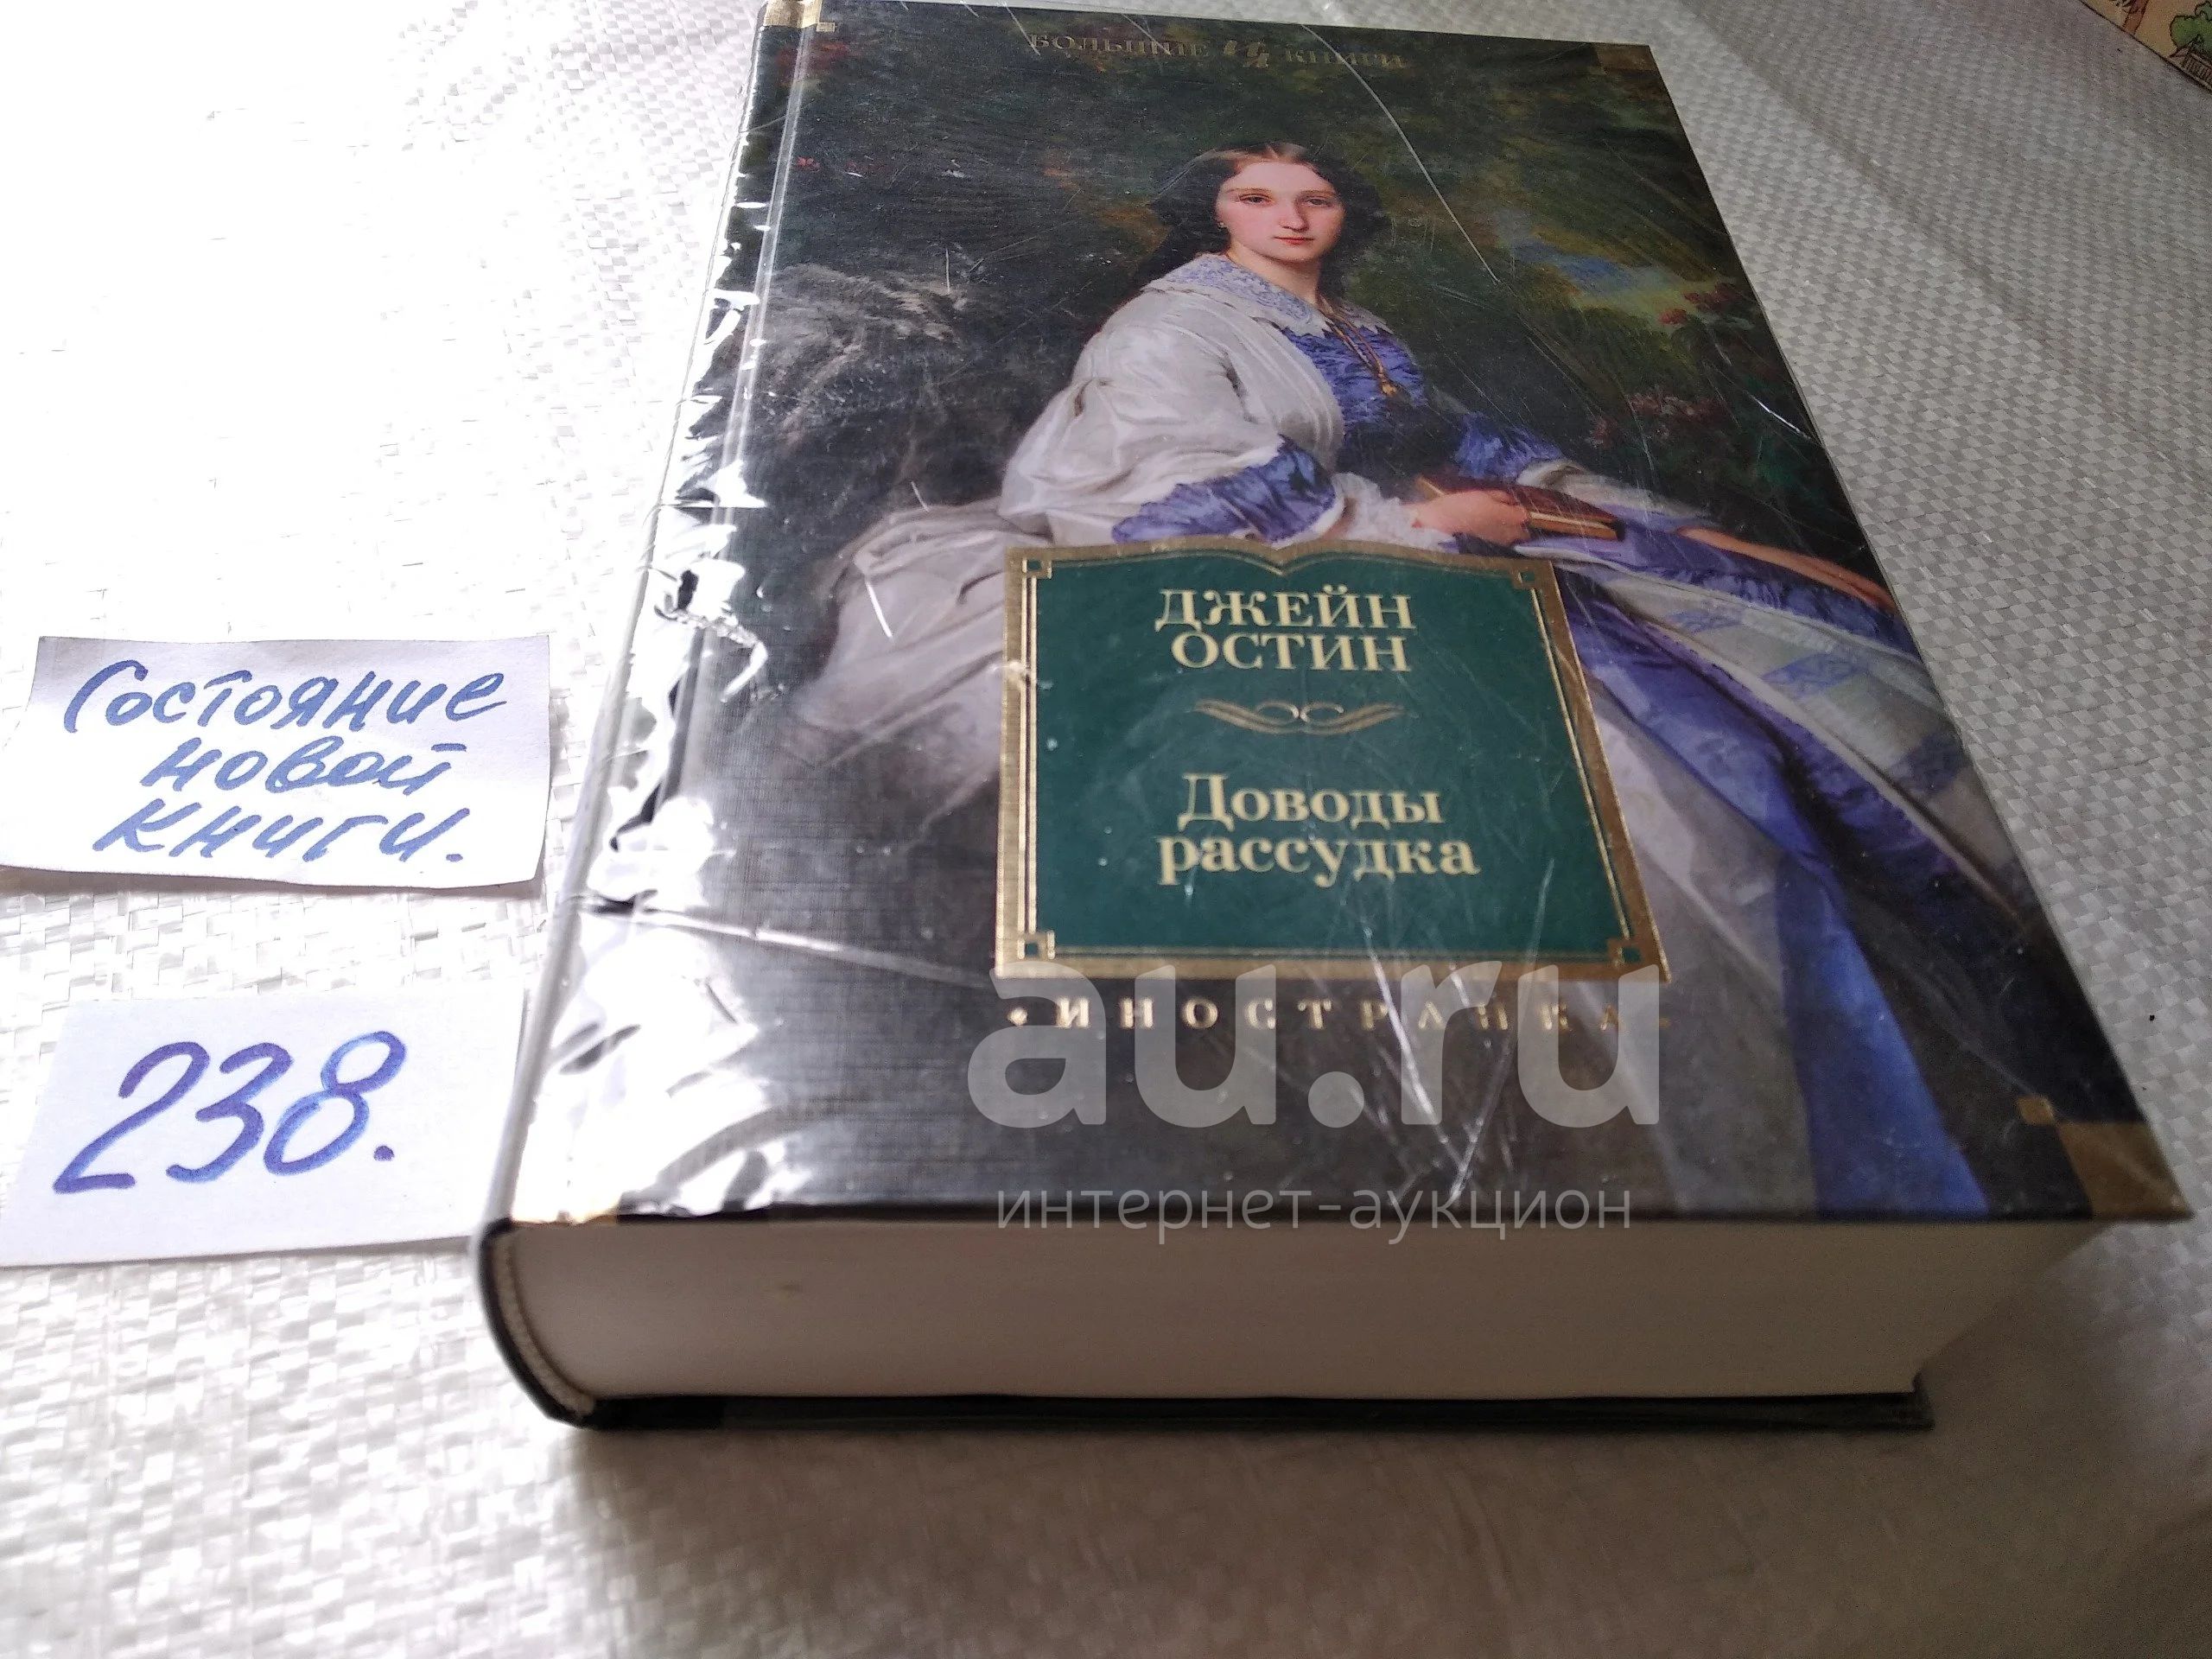 БОЛЬШИЕ КНИГИ
ДЖЕЙН
ОСТИН
Доводы
рассудка
ИНОСТРАНКА
Состояние
новой
книги.
238.
au.ru
интернет-аукцион